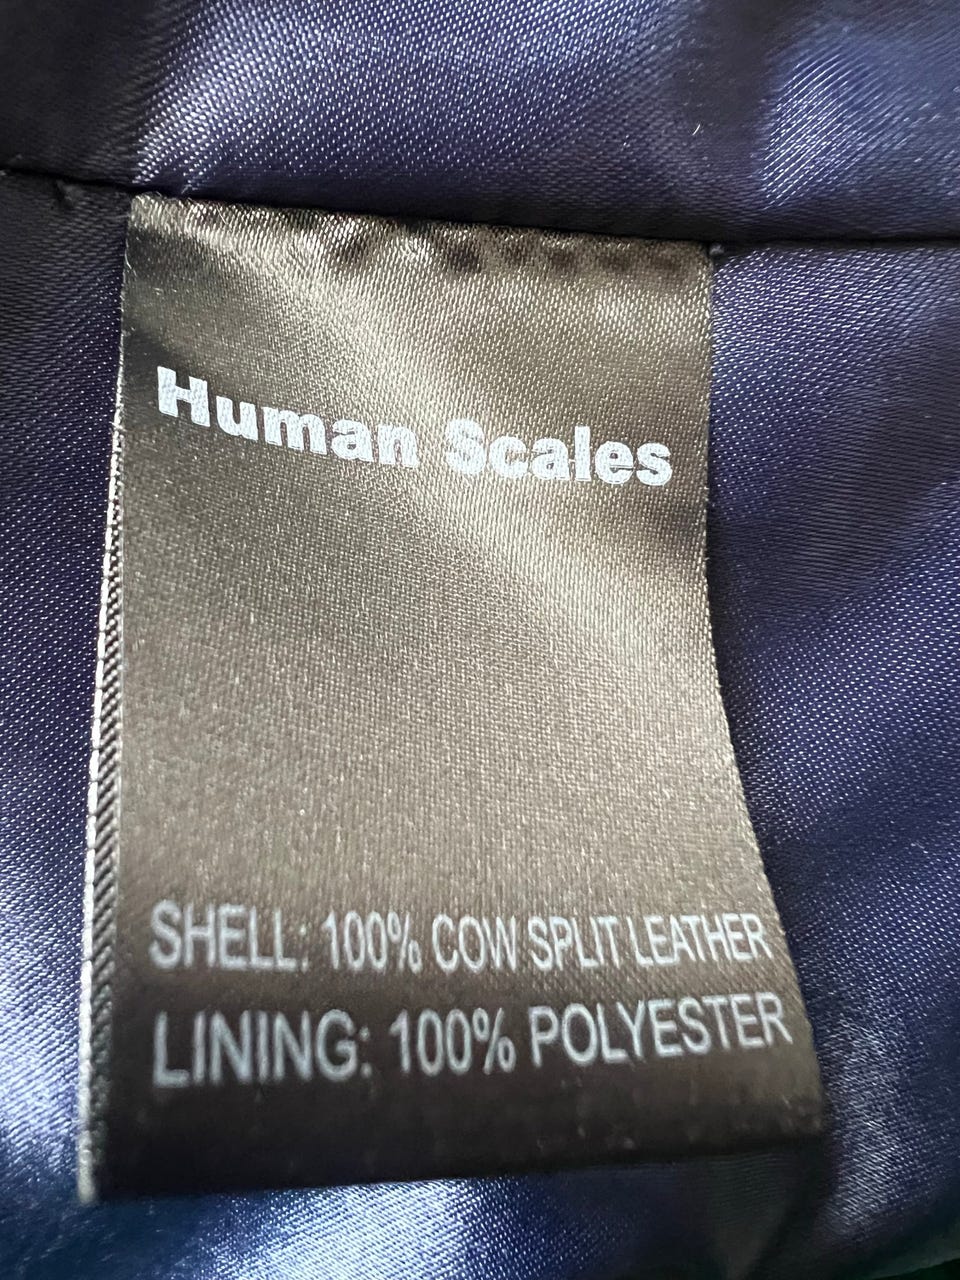 Human Scales
SHELL: 100% COW SPLIT LEATHER
LINING: 100% POLYESTER